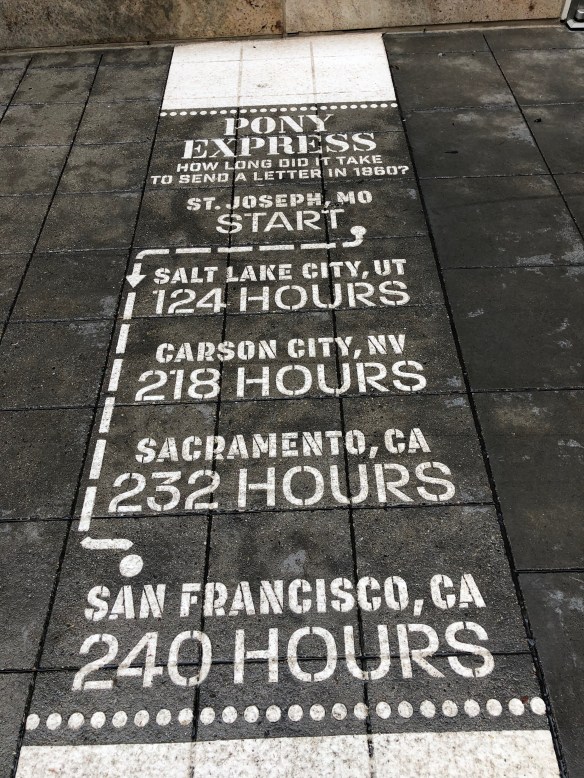 PONY
EXPRESS
HOW LONG DID IT TAKE
TO SEND A LETTER IN 1860?
ST. JOSEPH, MO
START
SALT LAKE CITY, UT
124 HOURS
CARSON CITY, NV
218 HOURS
SACRAMENTO, CA
232 HOURS
SAN FRANCISCO, CA
240 HOURS